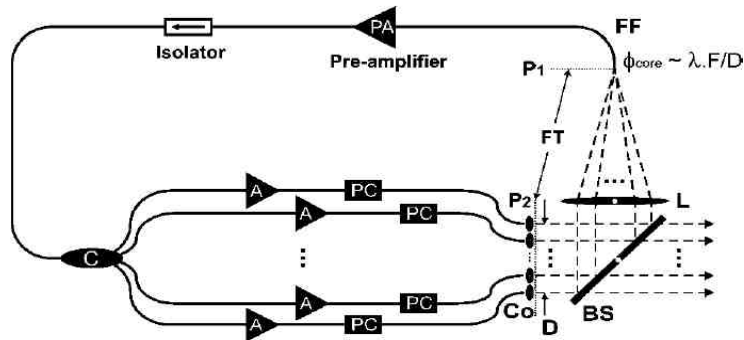 PA
FF
Isolator
Pre-amplifier
P1
ϕcore ~ λ.F/D
FT
A
PC
P2
L
A
PC
C
A
PC
Co
D
BS
A
PC